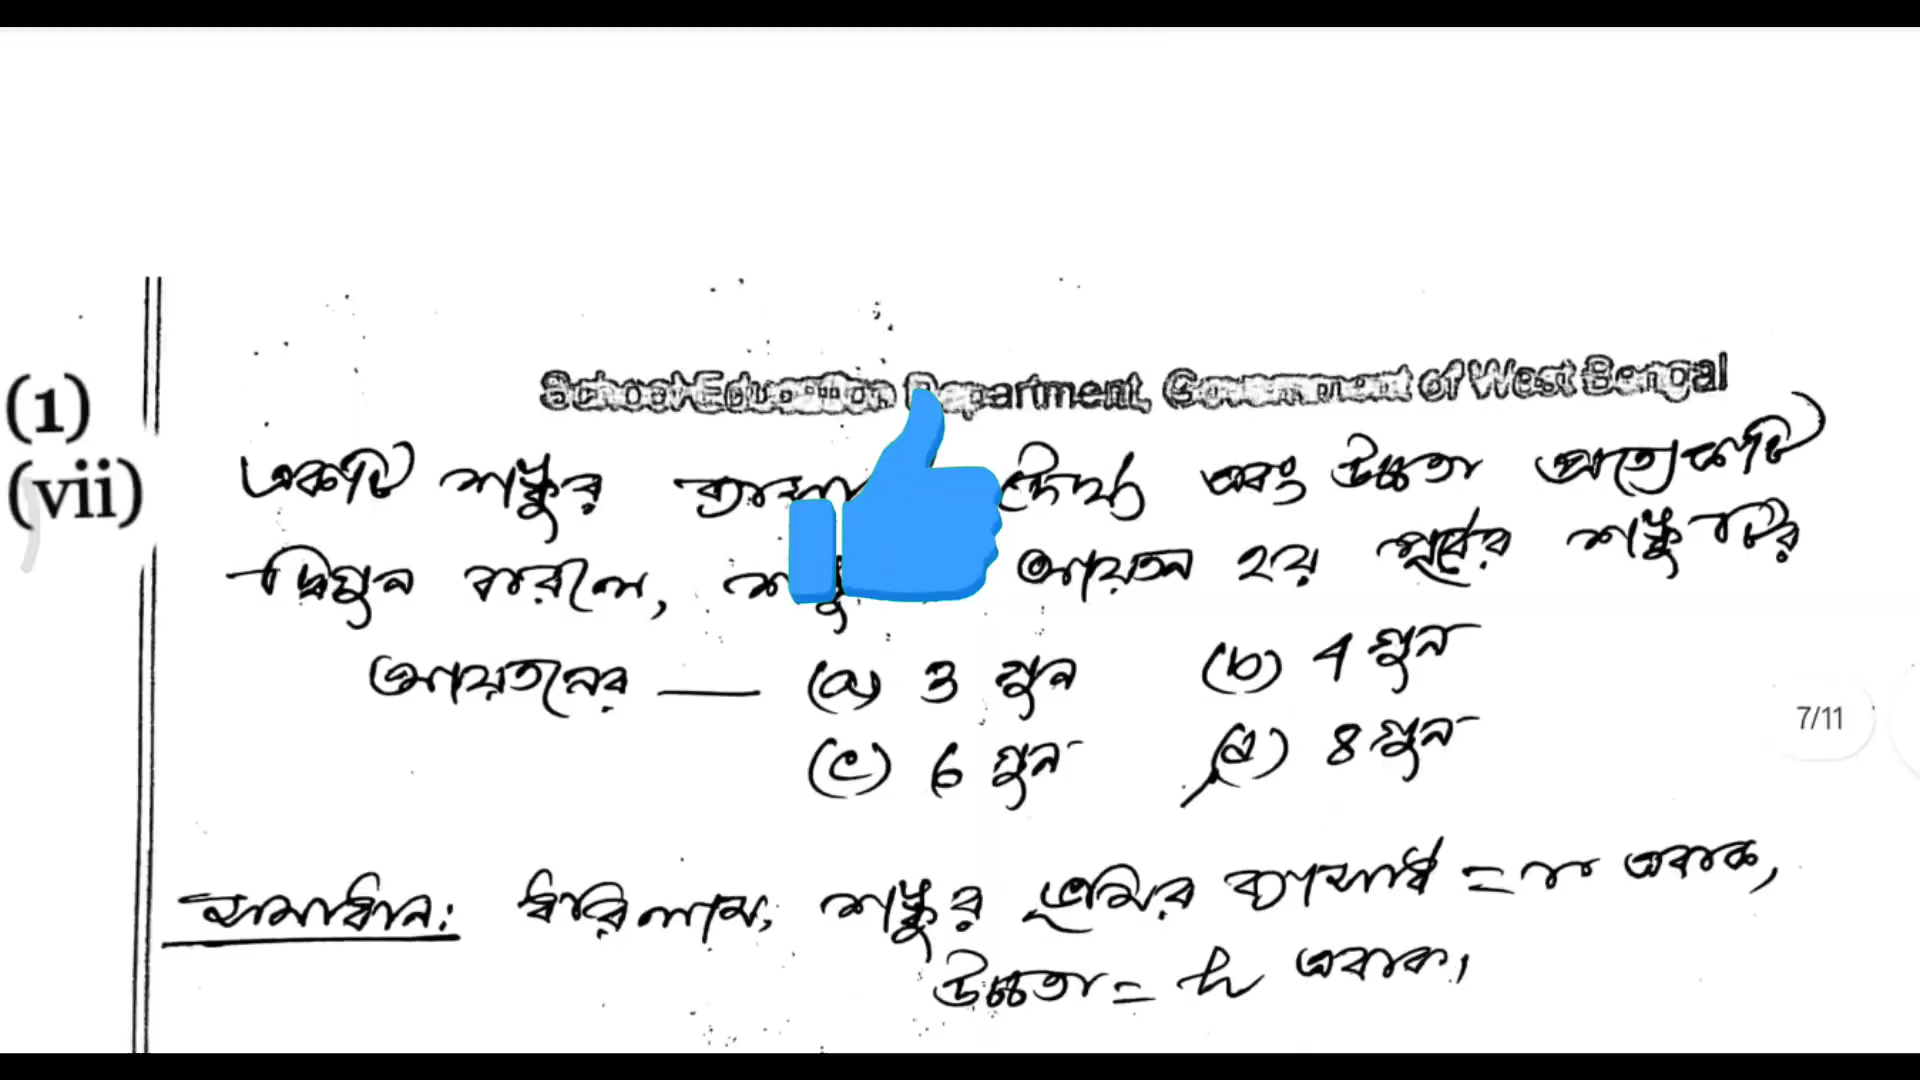 School Education Department, Government of West Bengal
(1)
(vii)
একটি শঙ্কুর দৈর্ঘ্য এবং উচ্চতা প্রত্যেকটি
দ্বিগুন করলে, আয়তন হয় পূর্বের শঙ্কুটির
আয়তনের — (a) 3 গুন (b) 4 গুন
(c) 6 গুন (d) 8 গুন
7/11
সমাধান: ধরিলাম, শঙ্কুর ভূমির ব্যাসার্ধ = r একক,
উচ্চতা = h একক।